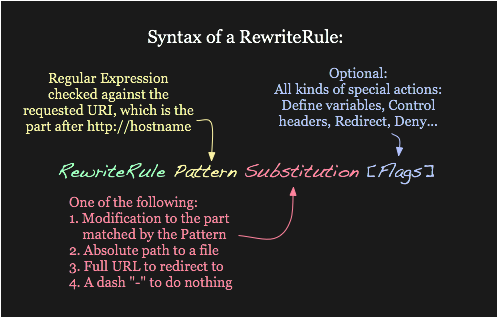 Syntax of a RewriteRule:
Regular Expression
checked against the
requested URI, which is the
part after http://hostname
Optional:
All kinds of special actions:
Define variables, Control
headers, Redirect, Deny...
RewriteRule Pattern Substitution [Flags]
One of the following:
1. Modification to the part
matched by the Pattern
2. Absolute path to a file
3. Full URL to redirect to
4. A dash "-" to do nothing